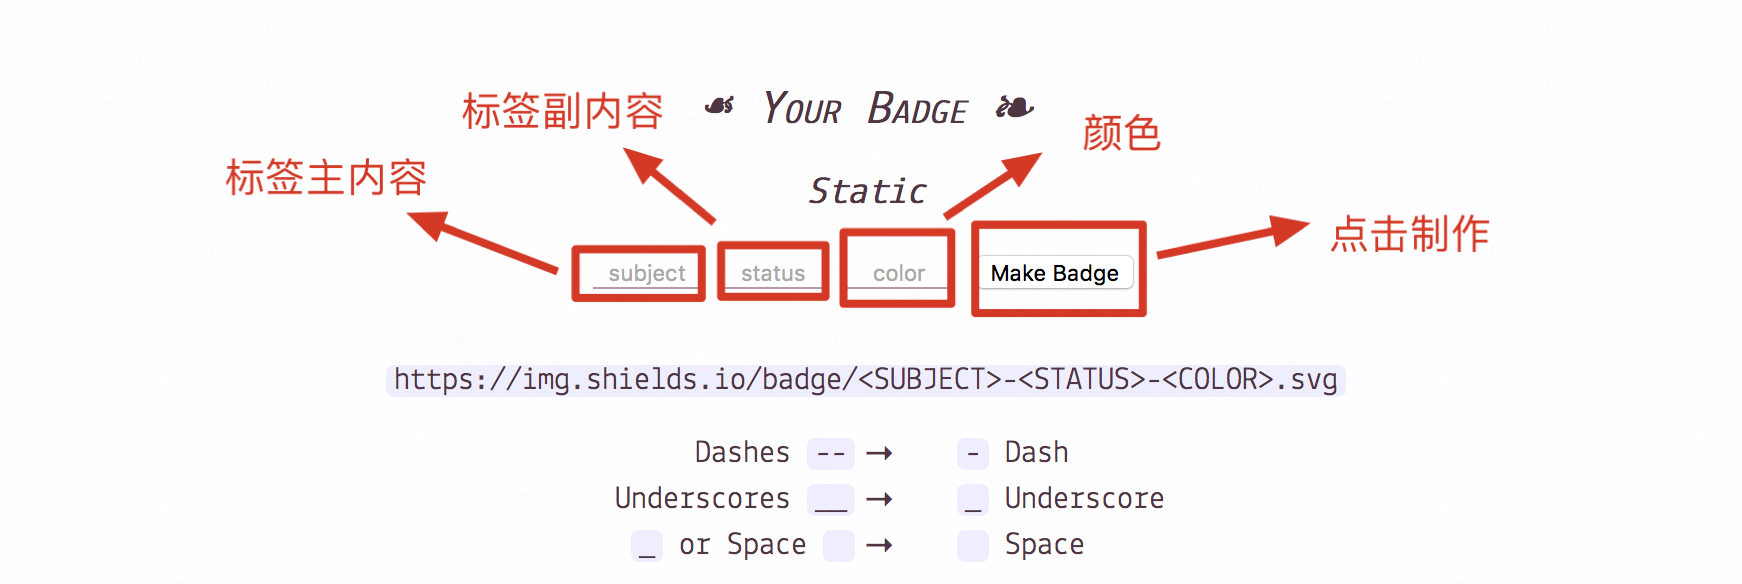 标签副内容
☙ YOUR BADGE ❧
颜色
标签主内容
Static
点击制作
subject status color Make Badge
https://img.shields.io/badge/<SUBJECT>-<STATUS>-<COLOR>.svg
Dashes -- → - Dash
Underscores __ → _ Underscore
_ or Space → Space